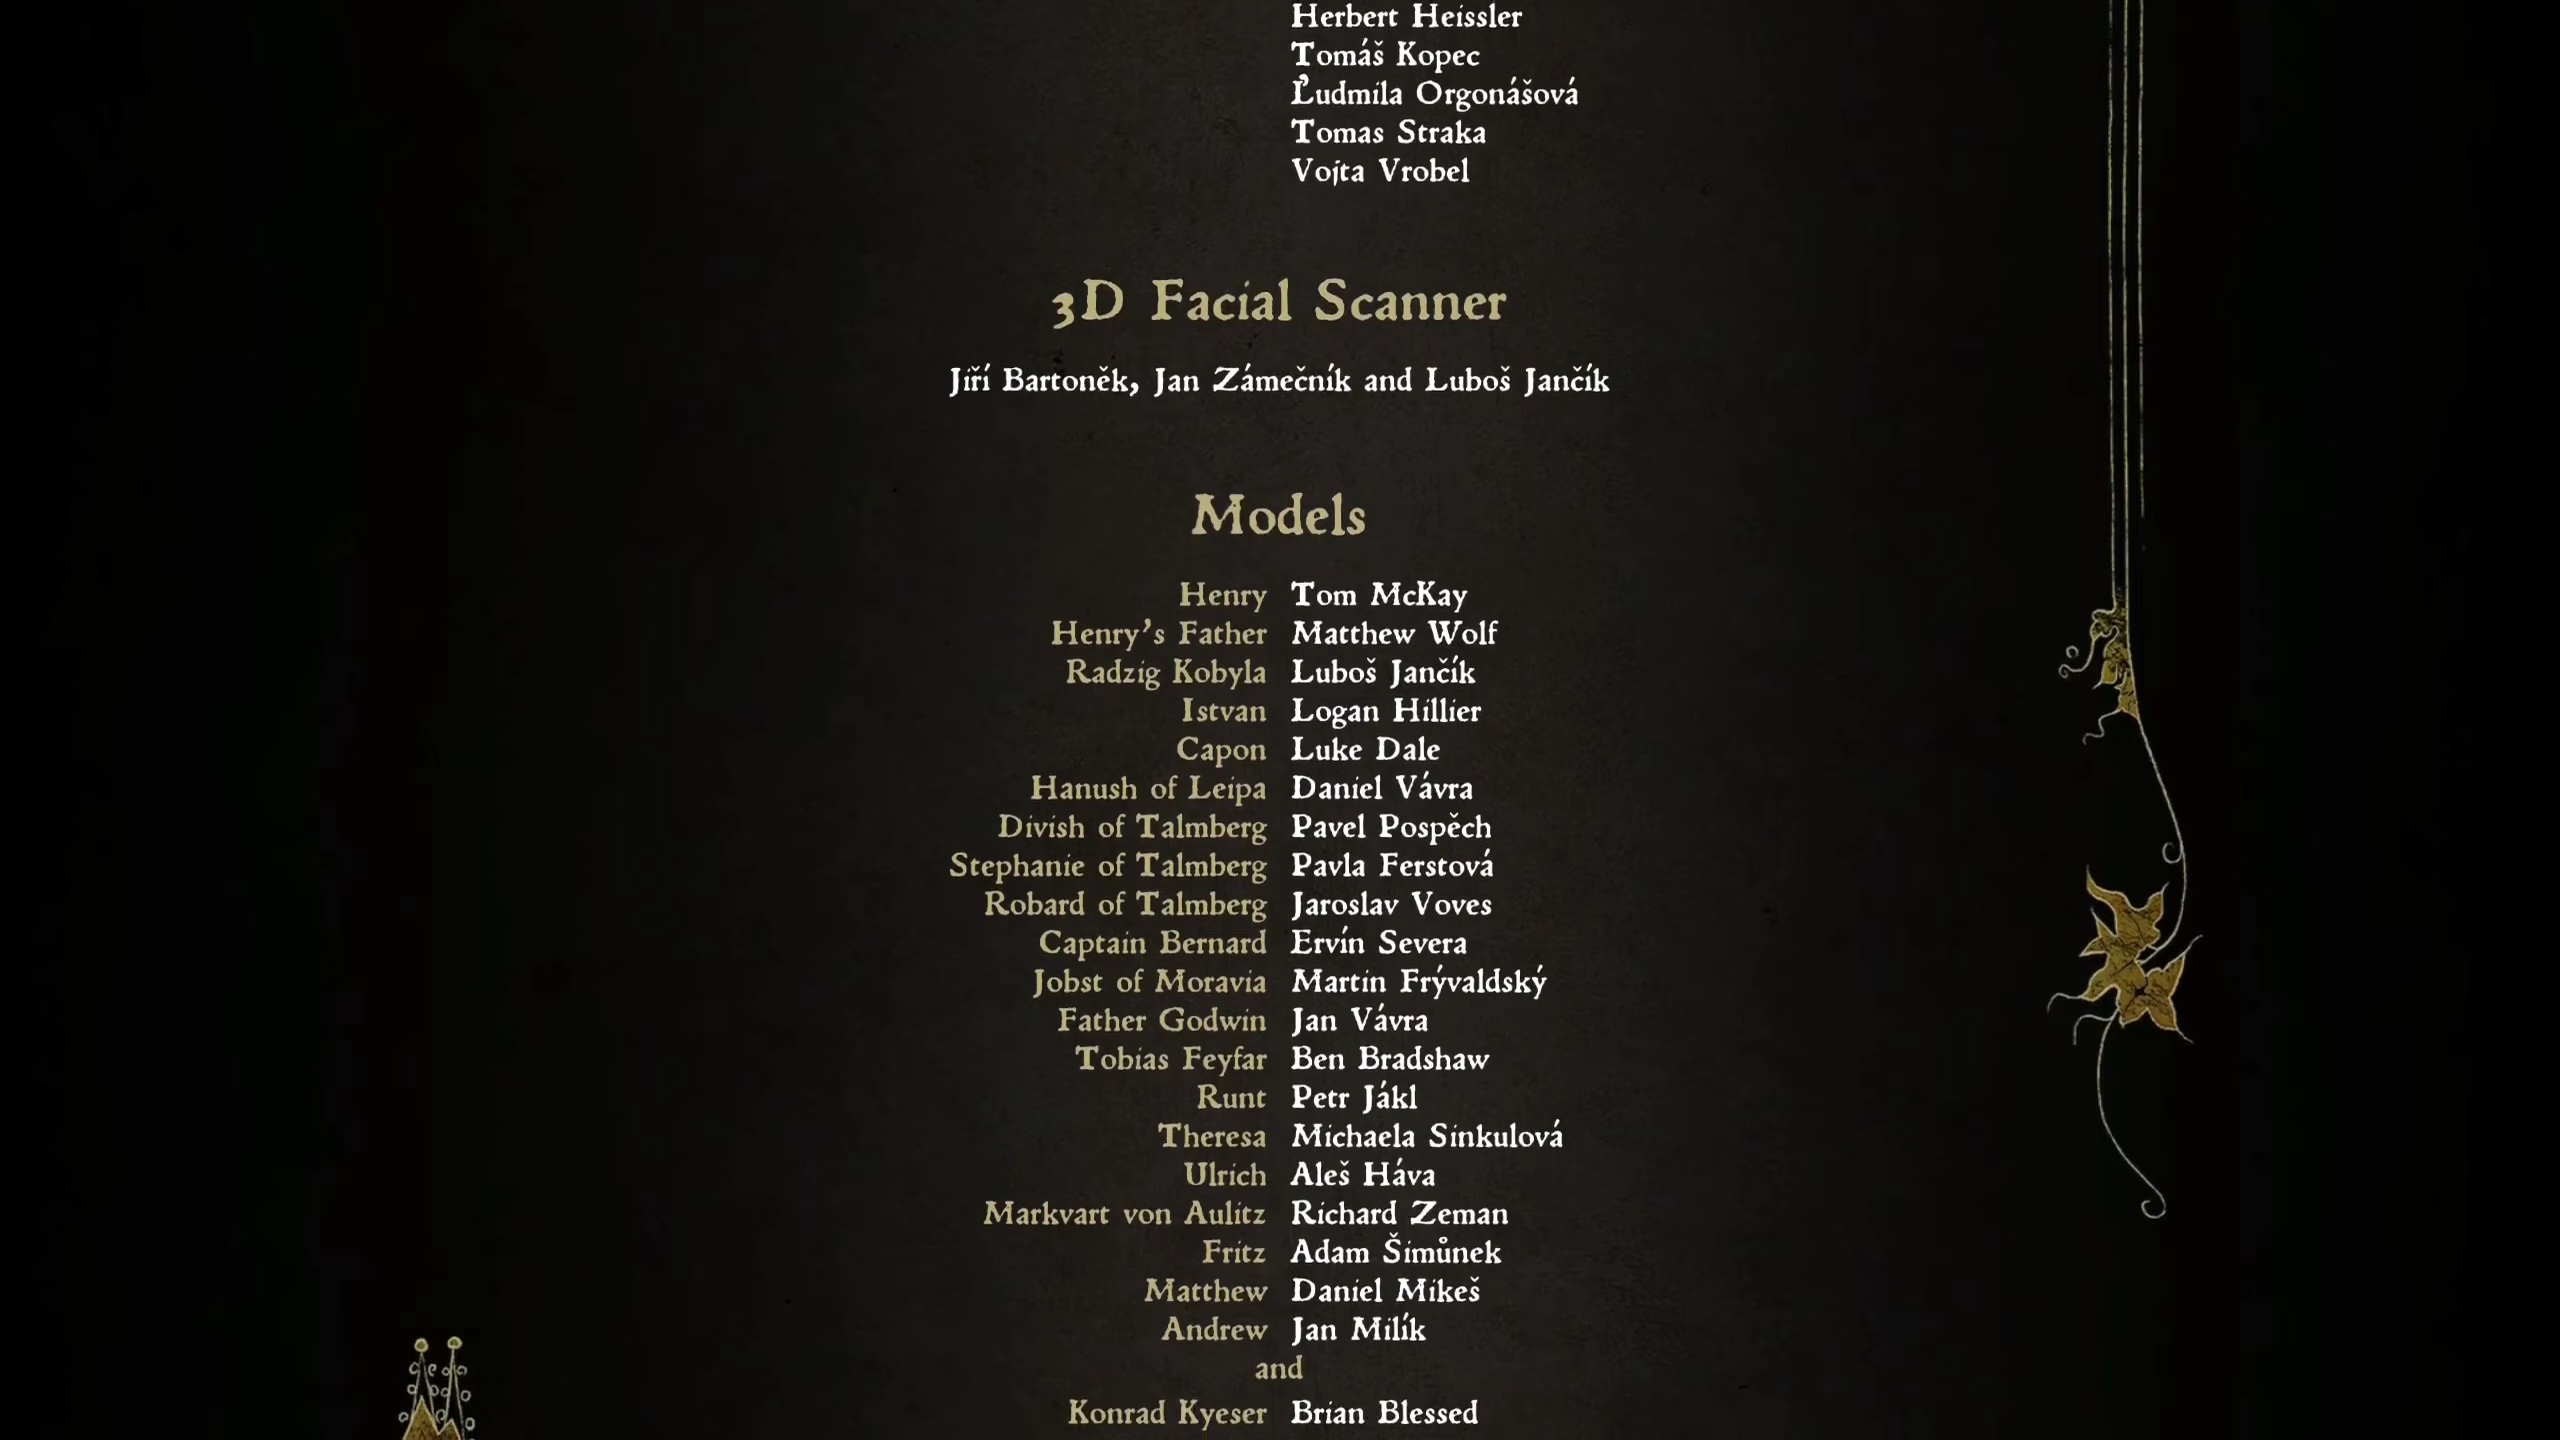 Herbert Heissler
Tomáš Kopec
Ľudmila Orgonášová
Tomas Straka
Vojta Vrobel
3D Facial Scanner
Jiří Bartoněk, Jan Zámečník and Luboš Jančík
Models
Henry Tom McKay
Henry's Father Matthew Wolf
Radzig Kobyla Luboš Jančík
Istvan Logan Hillier
Capon Luke Dale
Hanush of Leipa Daniel Vávra
Divish of Talmberg Pavel Pospěch
Stephanie of Talmberg Pavla Ferstová
Robard of Talmberg Jaroslav Voves
Captain Bernard Ervín Severa
Jobst of Moravia Martin Frývaldský
Father Godwin Jan Vávra
Tobias Feyfar Ben Bradshaw
Runt Petr Jákl
Theresa Michaela Sinkulová
Ulrich Aleš Háva
Markvart von Aulitz Richard Zeman
Fritz Adam Šimůnek
Matthew Daniel Mikeš
Andrew Jan Milík
and
Konrad Kyeser Brian Blessed